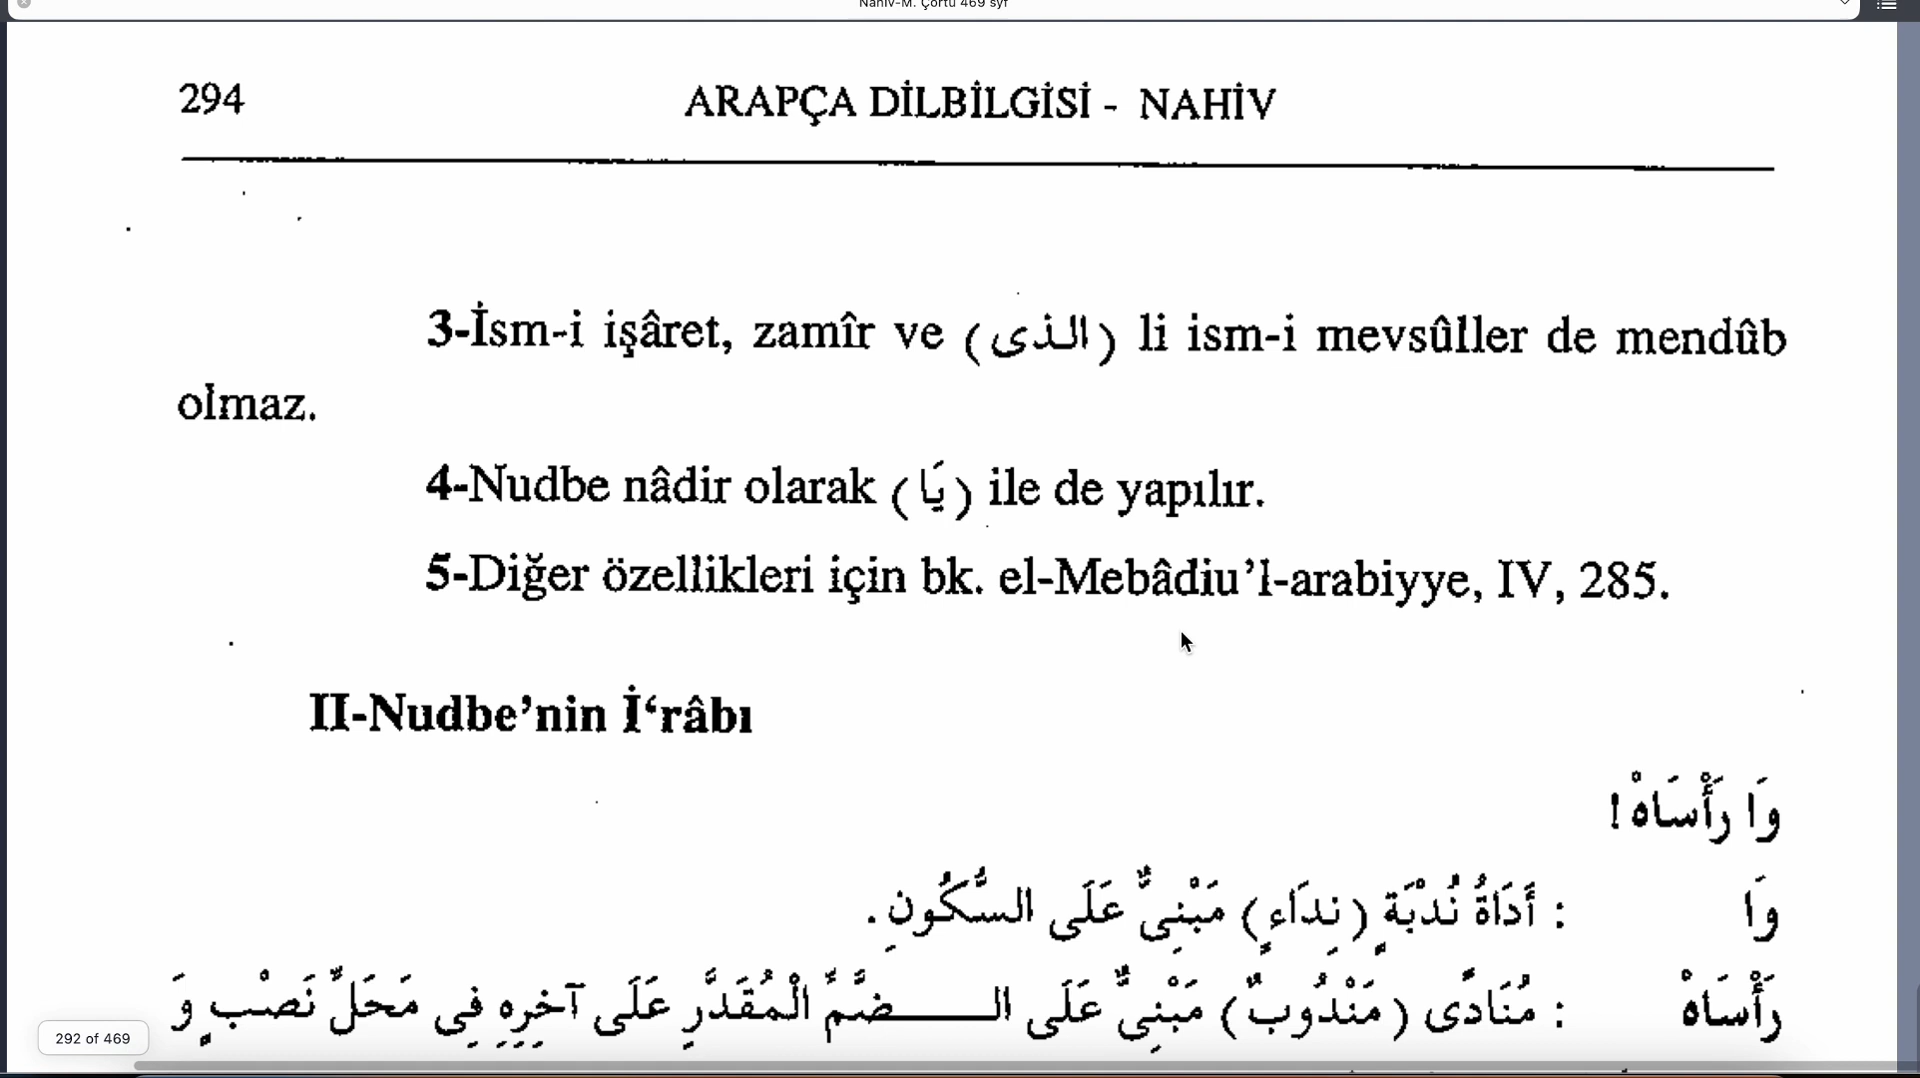 Nahiv-M. Çörtü 469 syf
294 ARAPÇA DİLBİLGİSİ - NAHİV
3-İsm-i işâret, zamîr ve (الذى) li ism-i mevsûller de mendûb
olmaz.
4-Nudbe nâdir olarak (يَا) ile de yapılır.
5-Diğer özellikleri için bk. el-Mebâdiu’l-arabiyye, IV, 285.
II-Nudbe’nin İ‘râbı
وَا رَأْسَاهْ !
وَا : أَدَاةُ نُدْبَةٍ (نِدَاءٍ) مَبْنِىٌّ عَلَى السُّكُونِ.
رَأْسَاهْ : مُنَادًى (مَنْدُوبٌ) مَبْنِىٌّ عَلَى الـــضَّمِّ الْمُقَدَّرِ عَلَى آخِرِهِ فِى مَحَلِّ نَصْبٍ وَ
292 of 469